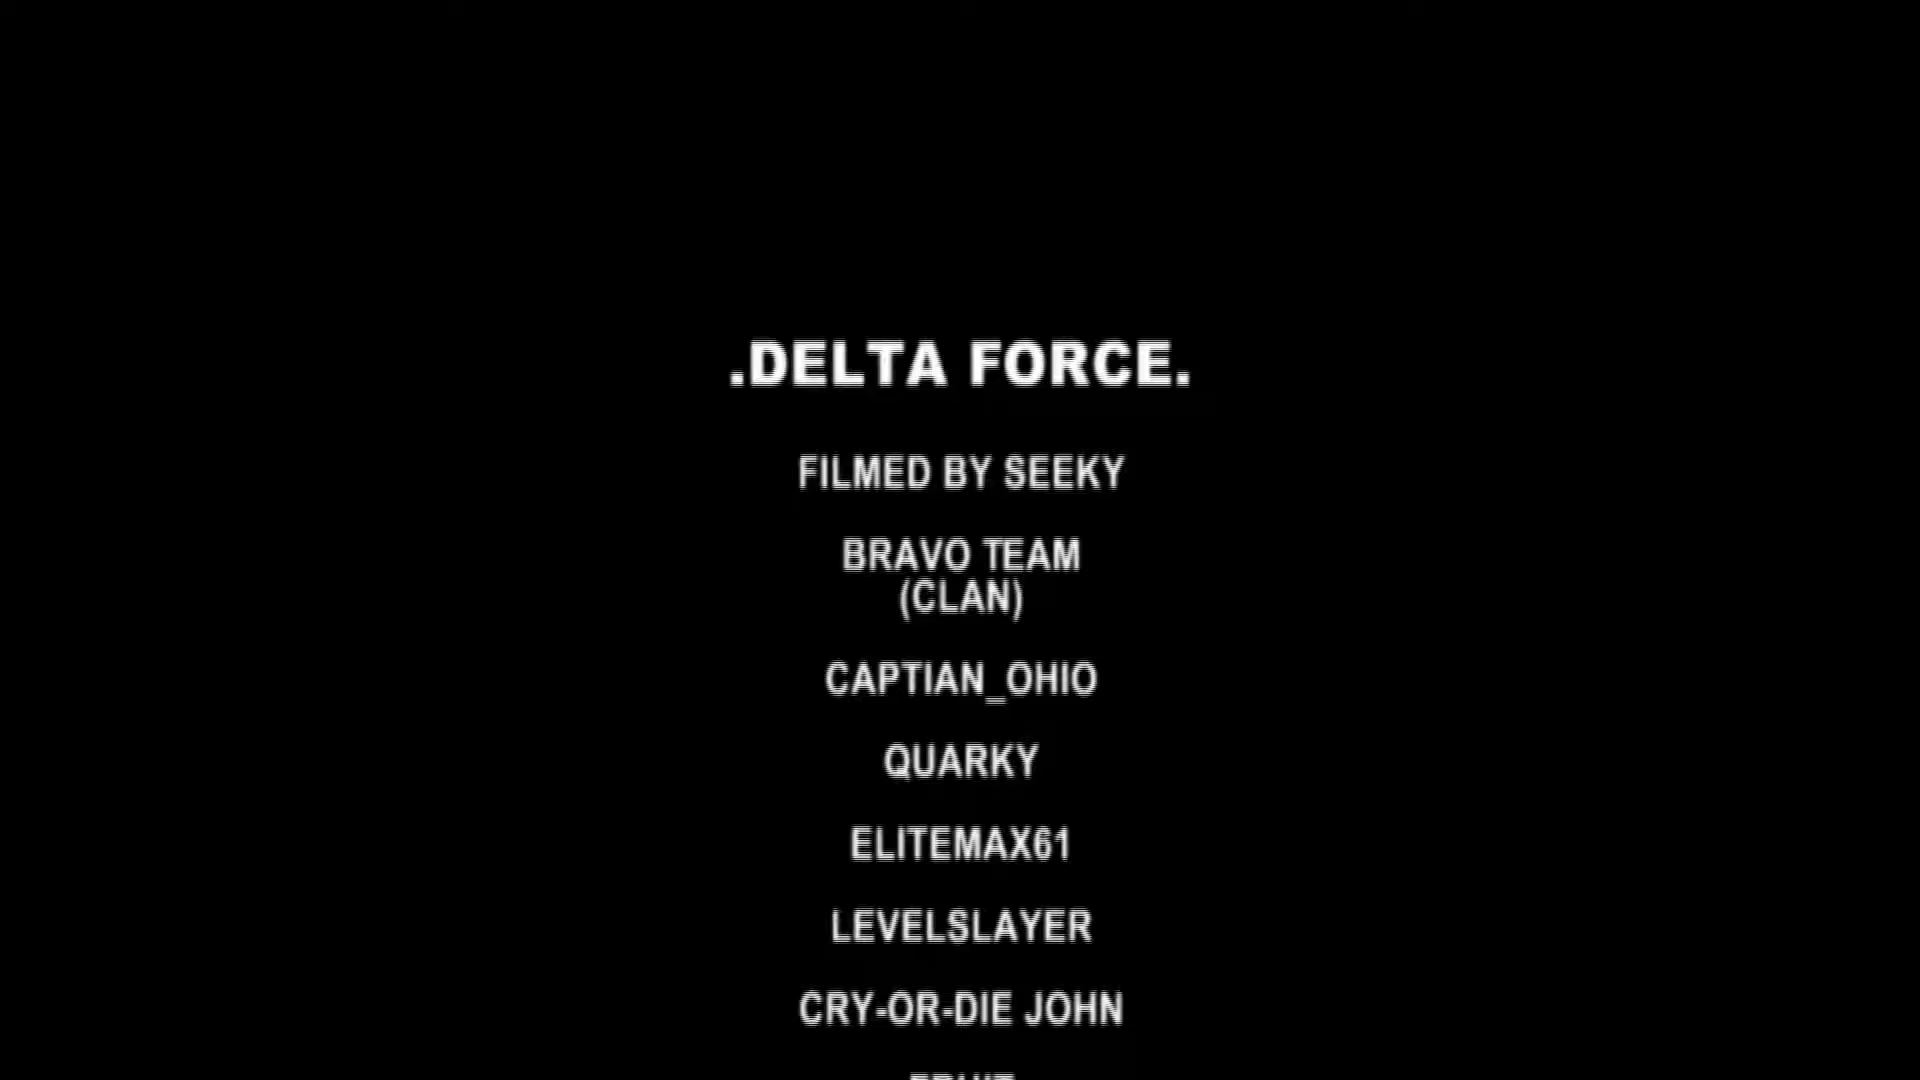 .DELTA FORCE.
FILMED BY SEEKY
BRAVO TEAM
(CLAN)
CAPTIAN_OHIO
QUARKY
ELITEMAX61
LEVELSLAYER
CRY-OR-DIE JOHN